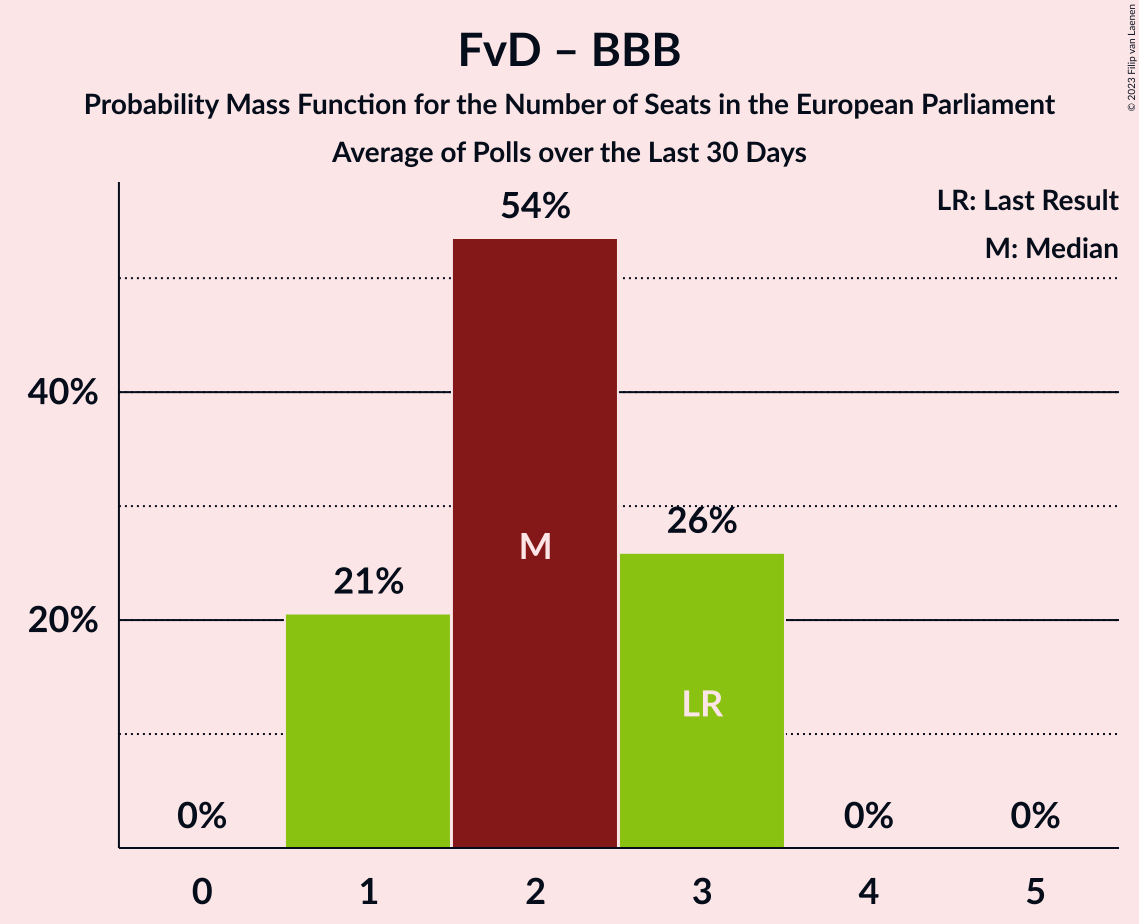 FvD – BBB
Probability Mass Function for the Number of Seats in the European Parliament
Average of Polls over the Last 30 Days
© 2023 Filip van Laenen
LR: Last Result
M: Median
54%
40%
26%
M
21%
20%
LR
0%
0%
0%
0
1
2
3
4
5